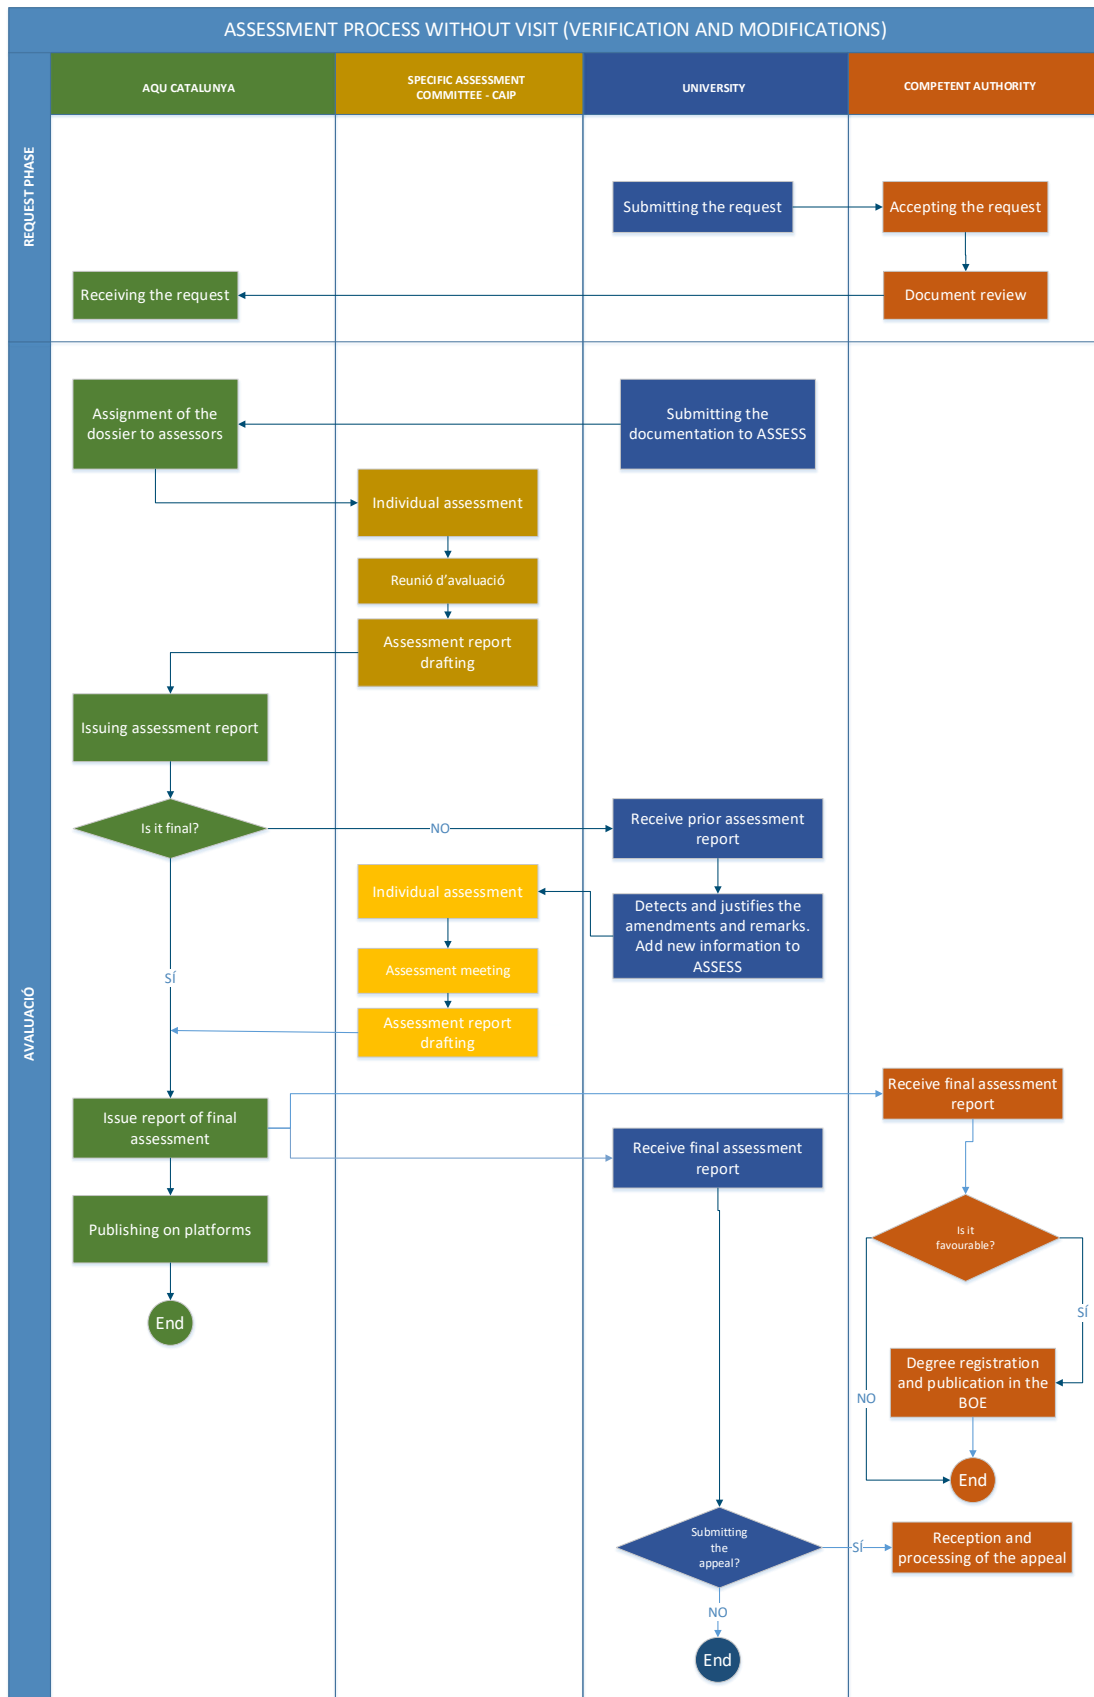 ASSESSMENT PROCESS WITHOUT VISIT (VERIFICATION AND MODIFICATIONS)
AQU CATALUNYA
SPECIFIC ASSESSMENT
COMMITTEE - CAIP
UNIVERSITY
COMPETENT AUTHORITY
REQUEST PHASE
Submitting the request
Accepting the request
Receiving the request
Document review
AVALUACIÓ
Assignment of the
dossier to assessors
Submitting the
documentation to ASSESS
Individual assessment
Reunió d'avaluació
Assessment report
drafting
Issuing assessment report
Is it final?
NO
Receive prior assessment
report
Individual assessment
Detects and justifies the
amendments and remarks.
Add new information to
ASSESS
Assessment meeting
SÍ
Assessment report
drafting
Receive final assessment
report
Issue report of final
assessment
Receive final assessment
report
Publishing on platforms
Is it
favourable?
End
SÍ
Degree registration
and publication in the
BOE
NO
End
Submitting
the
appeal?
SÍ
Reception and
processing of the appeal
NO
End